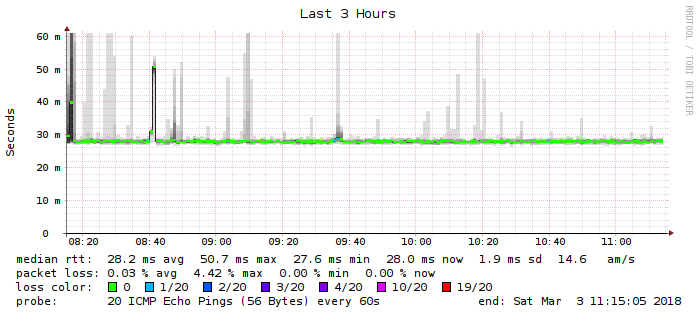 Last 3 Hours
RRDTOOL / TOBI OETIKER
Seconds
60 m
50 m
40 m
30 m
20 m
10 m
0
08:20 08:40 09:00 09:20 09:40 10:00 10:20 10:40 11:00
median rtt: 28.2 ms avg 50.7 ms max 27.6 ms min 28.0 ms now 1.9 ms sd 14.6 am/s
packet loss: 0.03 % avg 4.42 % max 0.00 % min 0.00 % now
loss color: 0 1/20 2/20 3/20 4/20 10/20 19/20
probe: 20 ICMP Echo Pings (56 Bytes) every 60s end: Sat Mar 3 11:15:05 2018